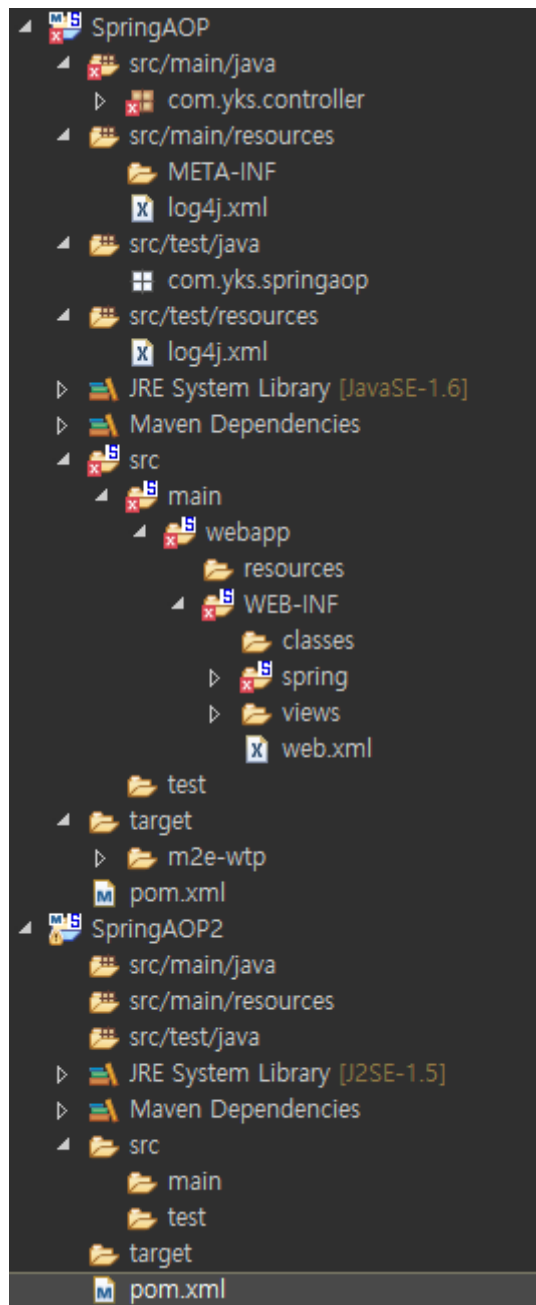 SpringAOP
src/main/java
com.yks.controller
src/main/resources
META-INF
log4j.xml
src/test/java
com.yks.springaop
src/test/resources
log4j.xml
JRE System Library [JavaSE-1.6]
Maven Dependencies
src
main
webapp
resources
WEB-INF
classes
spring
views
web.xml
test
target
m2e-wtp
pom.xml
SpringAOP2
src/main/java
src/main/resources
src/test/java
JRE System Library [J2SE-1.5]
Maven Dependencies
src
main
test
target
pom.xml